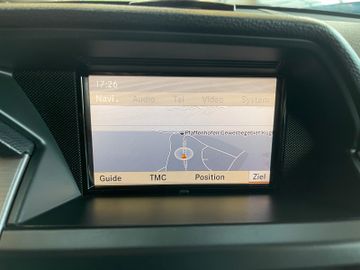 17:26
Navi Audio Tel Video System
Pfaffenhofen Gewerbegebiet
Guide TMC Position Ziel